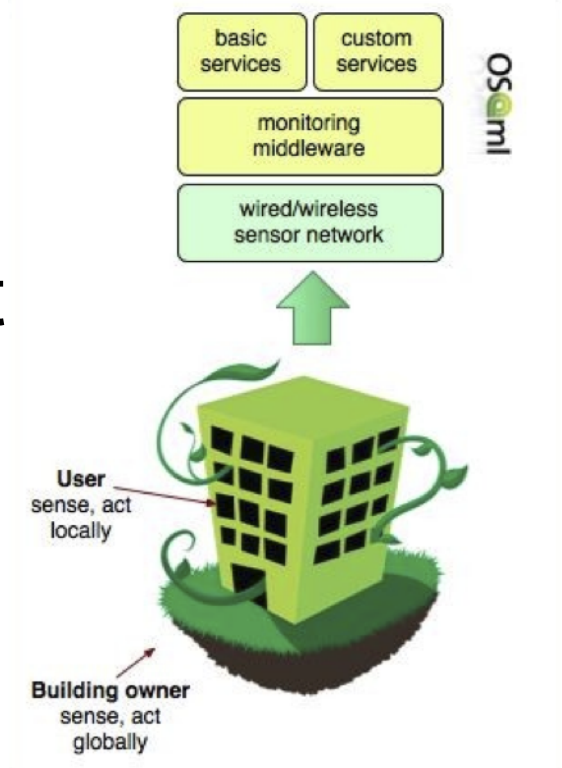 basic
services
custom
services
monitoring
middleware
wired/wireless
sensor network
OSamI
User
sense, act
locally
Building owner
sense, act
globally